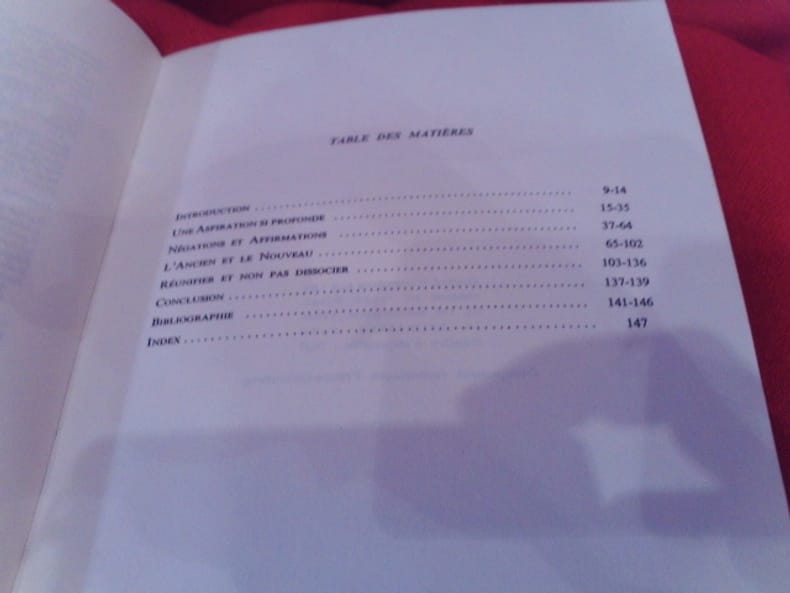 TABLE DES MATIÈRES
INTRODUCTION ........................................ 9-14
UNE ASPIRATION SI PROFONDE .............................. 15-35
NÉGATIONS ET AFFIRMATIONS .............................. 37-64
L'ANCIEN ET LE NOUVEAU ................................ 65-102
RÉUNIFIER ET NON PAS DISSOCIER .......................... 103-136
CONCLUSION .......................................... 137-139
BIBLIOGRAPHIE ........................................ 141-146
INDEX .............................................. 147